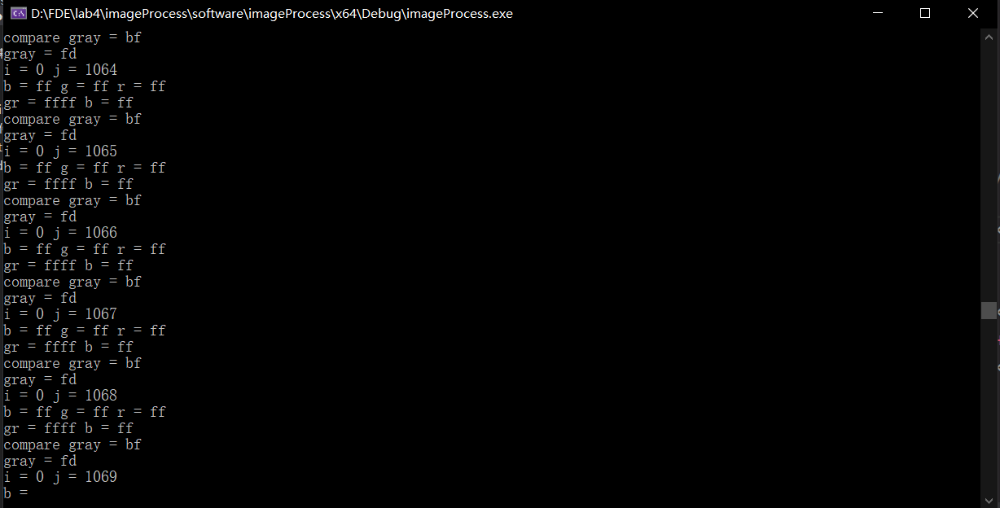 D:\FDE\lab4\imageProcess\software\imageProcess\x64\Debug\imageProcess.exe
compare gray = bf
gray = fd
i = 0 j = 1064
b = ff g = ff r = ff
gr = ffff b = ff
compare gray = bf
gray = fd
i = 0 j = 1065
b = ff g = ff r = ff
gr = ffff b = ff
compare gray = bf
gray = fd
i = 0 j = 1066
b = ff g = ff r = ff
gr = ffff b = ff
compare gray = bf
gray = fd
i = 0 j = 1067
b = ff g = ff r = ff
gr = ffff b = ff
compare gray = bf
gray = fd
i = 0 j = 1068
b = ff g = ff r = ff
gr = ffff b = ff
compare gray = bf
gray = fd
i = 0 j = 1069
b =